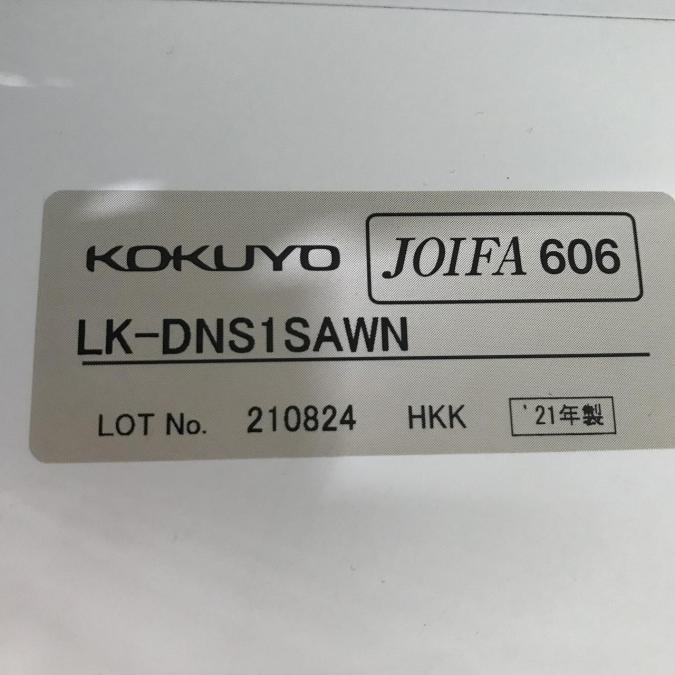 KOKUYO JOIFA 606
LK-DNS1SAWN
LOT No. 210824 HKK '21年製